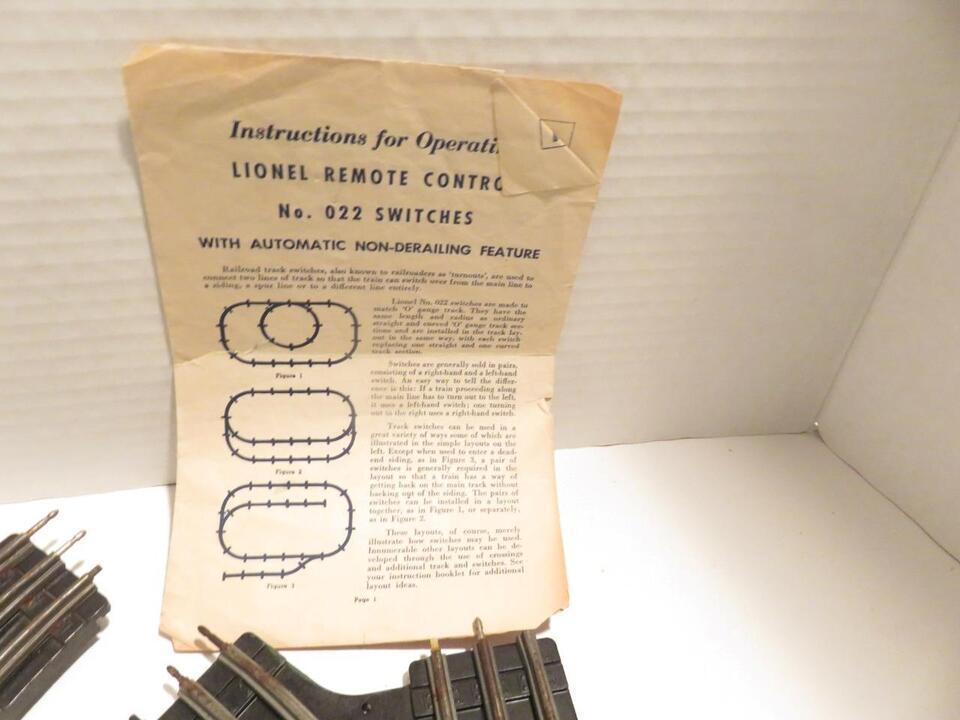 Instructions for Operati
LIONEL REMOTE CONTRO
No. 022 SWITCHES
WITH AUTOMATIC NON-DERAILING FEATURE
Railroad track switches, also known to railroaders as 'turnouts', are used to
connect two lines of track so that the train can switch over from the main line to
a siding, a spur line or to a different line entirely.
Figure 1
Lionel No. 022 switches are made to
match 'O' gauge track. They have the
same length and radius as ordinary
straight and curved 'O' gauge track sec-
tions and are installed in the track lay-
out in the same way, with each switch
replacing one straight and one curved
track section.
Switches are generally sold in pairs,
consisting of a right-hand and a left-hand
switch. An easy way to tell the differ-
ence is this: If a train proceeding along
the main line has to turn out to the left,
it uses a left-hand switch; one turning
out to the right uses a right-hand switch.
Figure 2
Track switches can be used in a
great variety of ways some of which are
illustrated in the simple layouts on the
left. Except when used to enter a dead-
end siding, as in Figure 3, a pair of
switches is generally required in the
layout so that a train has a way of
getting back on the main track without
backing out of the siding. The pairs of
switches can be installed in a layout
together, as in Figure 1, or separately,
as in Figure 2.
Figure 3
These layouts, of course, merely
illustrate how switches may be used.
Innumerable other layouts can be de-
veloped through the use of crossings
and additional track and switches. See
your instruction booklet for additional
layout ideas.
Page 1